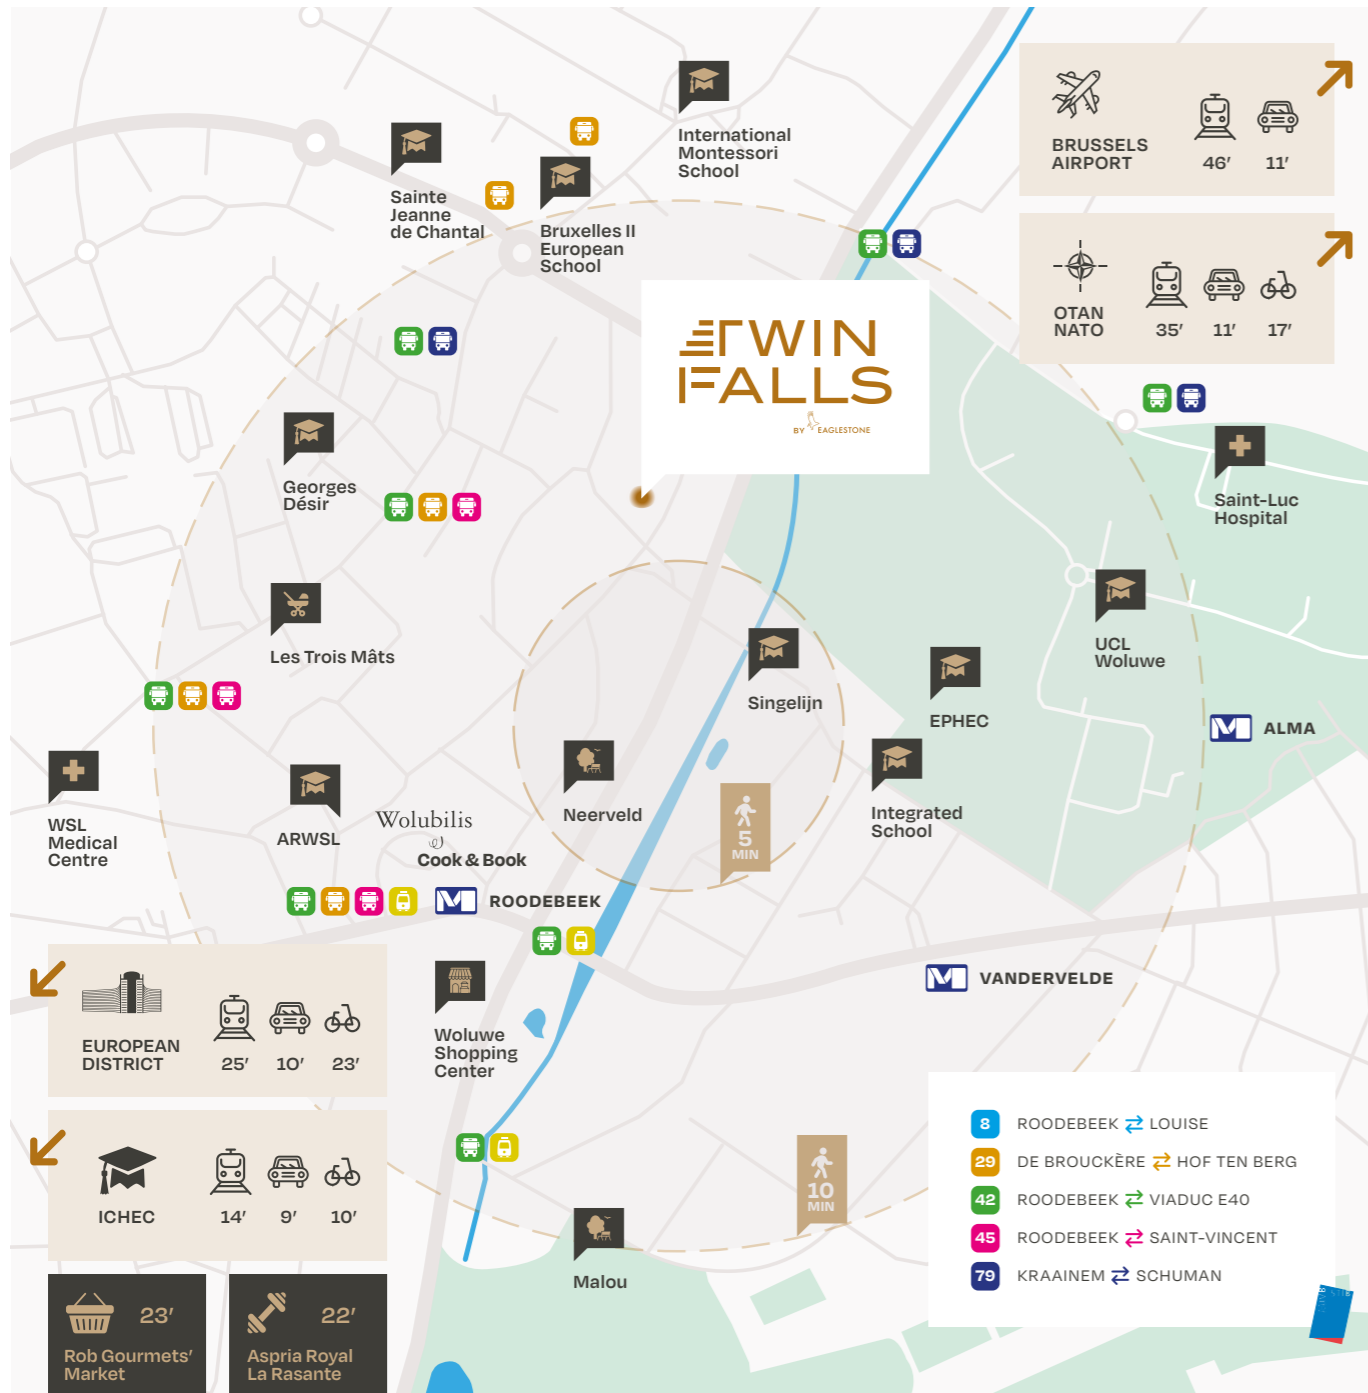 International
Montessori
School
Sainte
Jeanne
de Chantal
Bruxelles II
European
School
BRUSSELS
AIRPORT
46′
11′
OTAN
NATO
35′
11′
17′
TWIN
FALLS
BY EAGLESTONE
Georges
Désir
Saint-Luc
Hospital
Les Trois Mâts
UCL
Woluwe
Singelijn
EPHEC
ALMA
WSL
Medical
Centre
ARWSL
Wolubilis
Cook & Book
Neerveld
5
MIN
Integrated
School
ROODEBEEK
VANDERVELDE
EUROPEAN
DISTRICT
25′
10′
23′
Woluwe
Shopping
Center
ICHEC
14′
9′
10′
10
MIN
Malou
23′
Rob Gourmets’
Market
22′
Aspria Royal
La Rasante
8 ROODEBEEK ⇄ LOUISE
29 DE BROUCKÈRE ⇄ HOF TEN BERG
42 ROODEBEEK ⇄ VIADUC E40
45 ROODEBEEK ⇄ SAINT-VINCENT
79 KRAAINEM ⇄ SCHUMAN